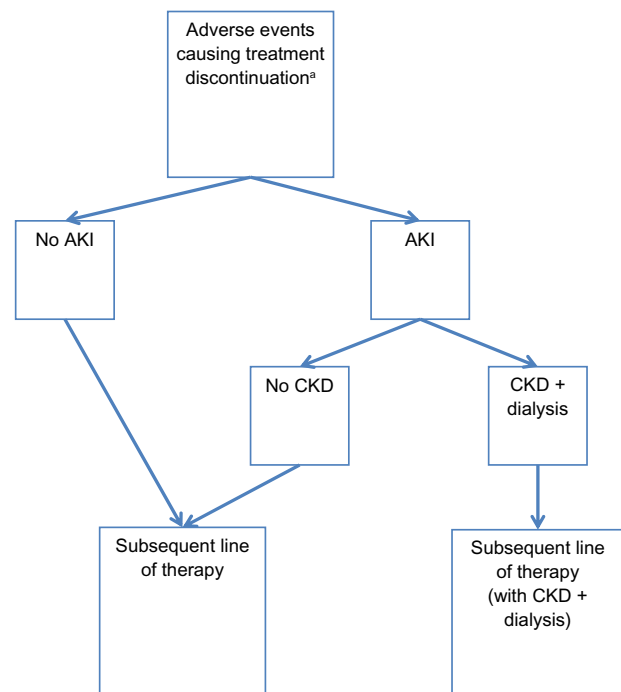 Adverse events
causing treatment
discontinuationᵃ
No AKI
AKI
No CKD
CKD +
dialysis
Subsequent line
of therapy
Subsequent line
of therapy
(with CKD +
dialysis)